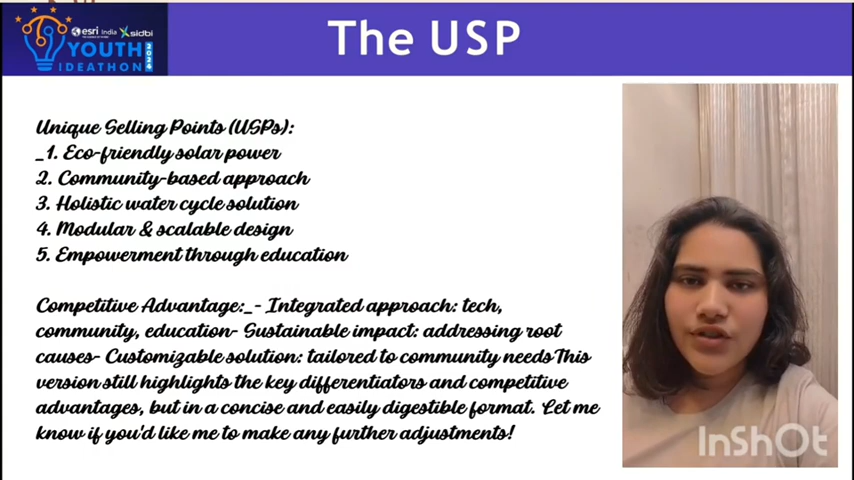 esri India sidbi
YOUTH
IDEATHON
2024
The USP
Unique Selling Points (USPs):
_1. Eco-friendly solar power
2. Community-based approach
3. Holistic water cycle solution
4. Modular & scalable design
5. Empowerment through education
Competitive Advantage:_- Integrated approach: tech,
community, education- Sustainable impact: addressing root
causes- Customizable solution: tailored to community needsThis
version still highlights the key differentiators and competitive
advantages, but in a concise and easily digestible format. Let me
know if you'd like me to make any further adjustments!
InShOt